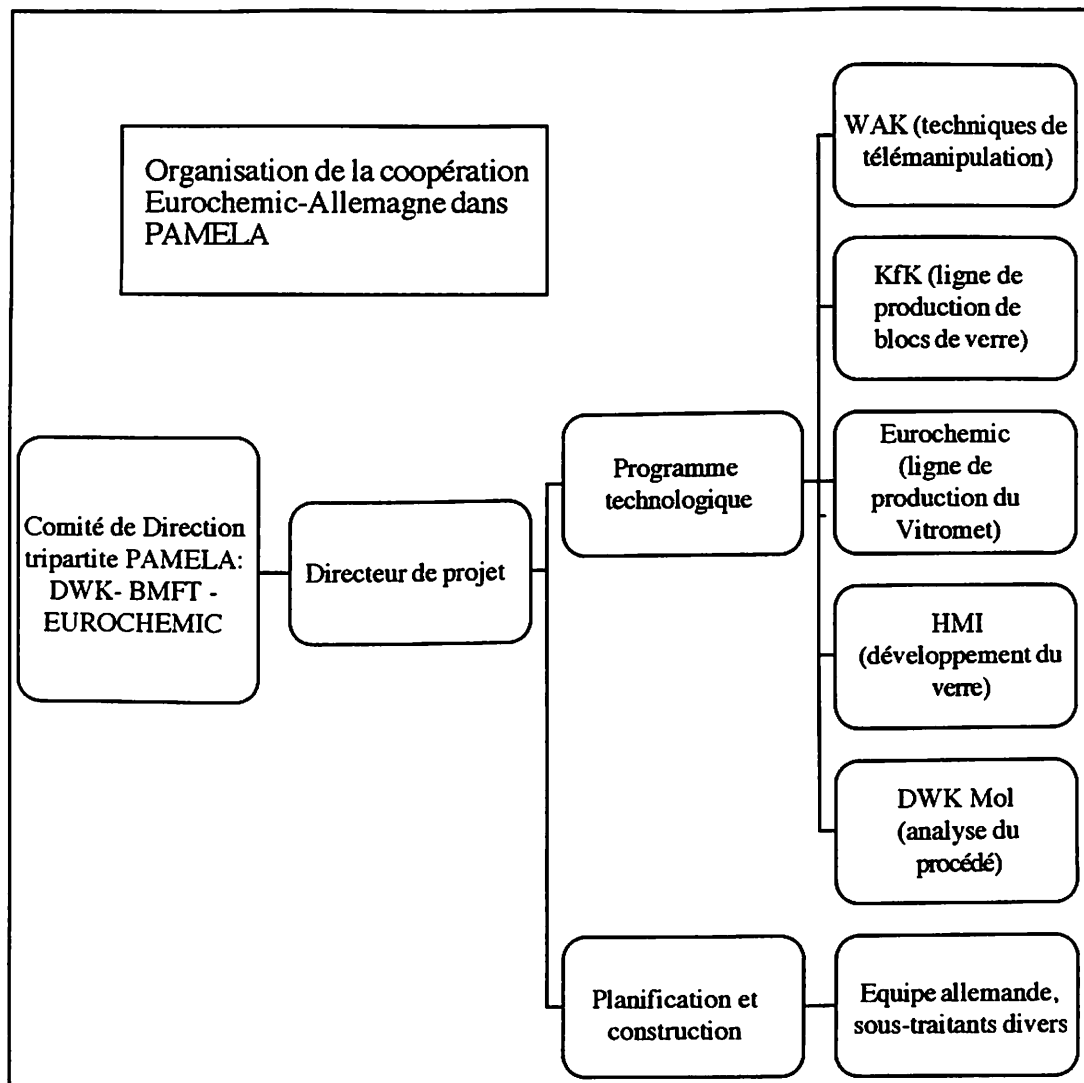 Organisation de la coopération
Eurochemic-Allemagne dans
PAMELA
Comité de Direction
tripartite PAMELA:
DWK- BMFT -
EUROCHEMIC
Directeur de projet
Programme
technologique
WAK (techniques de
télémanipulation)
KfK (ligne de
production de
blocs de verre)
Eurochemic
(ligne de
production du
Vitromet)
HMI
(développement du
verre)
DWK Mol
(analyse du
procédé)
Planification et
construction
Equipe allemande,
sous-traitants divers